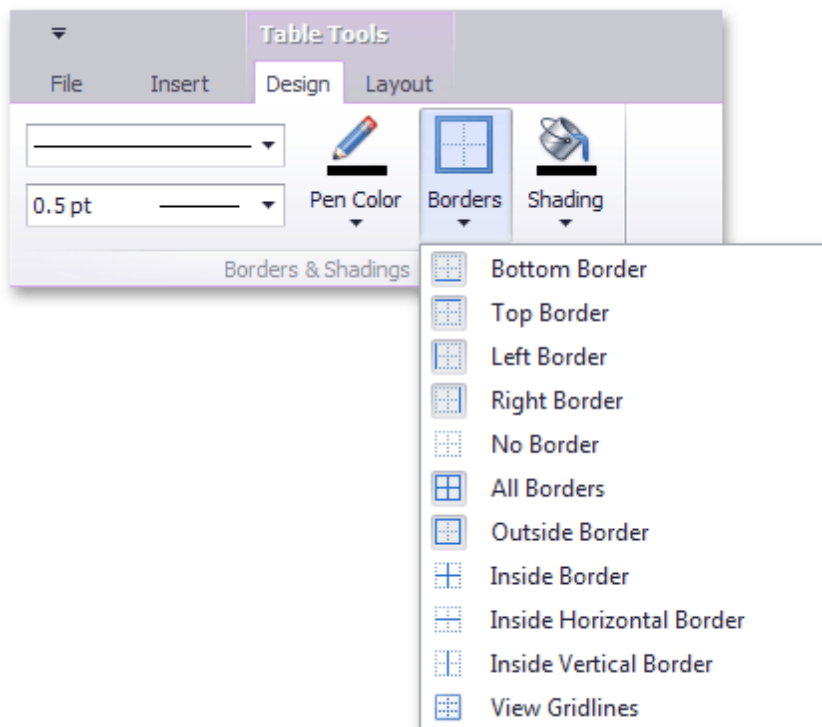 Table Tools
File Insert Design Layout
0.5 pt Pen Color Borders Shading
Borders & Shadings
Bottom Border
Top Border
Left Border
Right Border
No Border
All Borders
Outside Border
Inside Border
Inside Horizontal Border
Inside Vertical Border
View Gridlines